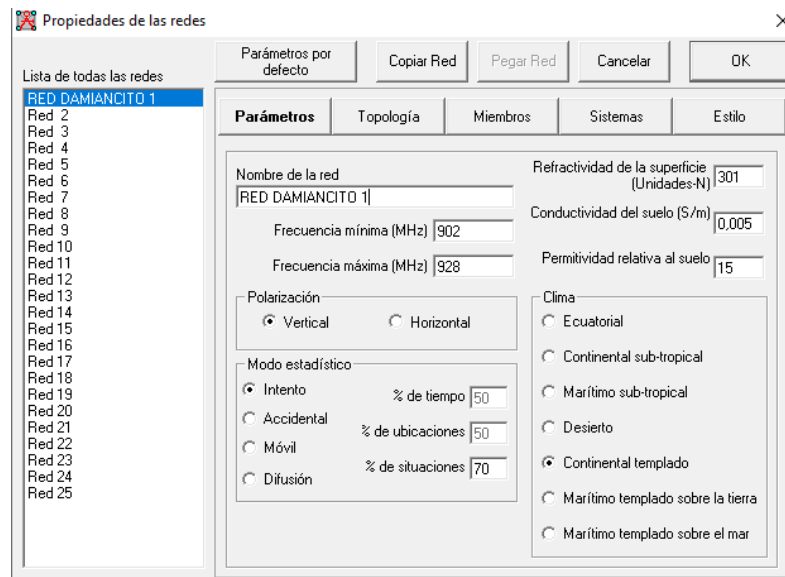 Propiedades de las redes
Lista de todas las redes
RED DAMIANCITO 1
Red 2
Red 3
Red 4
Red 5
Red 6
Red 7
Red 8
Red 9
Red 10
Red 11
Red 12
Red 13
Red 14
Red 15
Red 16
Red 17
Red 18
Red 19
Red 20
Red 21
Red 22
Red 23
Red 24
Red 25
Parámetros por
defecto
Copiar Red
Pegar Red
Cancelar
OK
Parámetros
Topología
Miembros
Sistemas
Estilo
Nombre de la red
RED DAMIANCITO 1
Frecuencia mínima (MHz) 902
Frecuencia máxima (MHz) 928
Polarización
Vertical
Horizontal
Modo estadístico
Intento
Accidental
Móvil
Difusión
% de tiempo 50
% de ubicaciones 50
% de situaciones 70
Refractividad de la superficie
(Unidades-N) 301
Conductividad del suelo (S/m) 0,005
Permitividad relativa al suelo 15
Clima
Ecuatorial
Continental sub-tropical
Marítimo sub-tropical
Desierto
Continental templado
Marítimo templado sobre la tierra
Marítimo templado sobre el mar